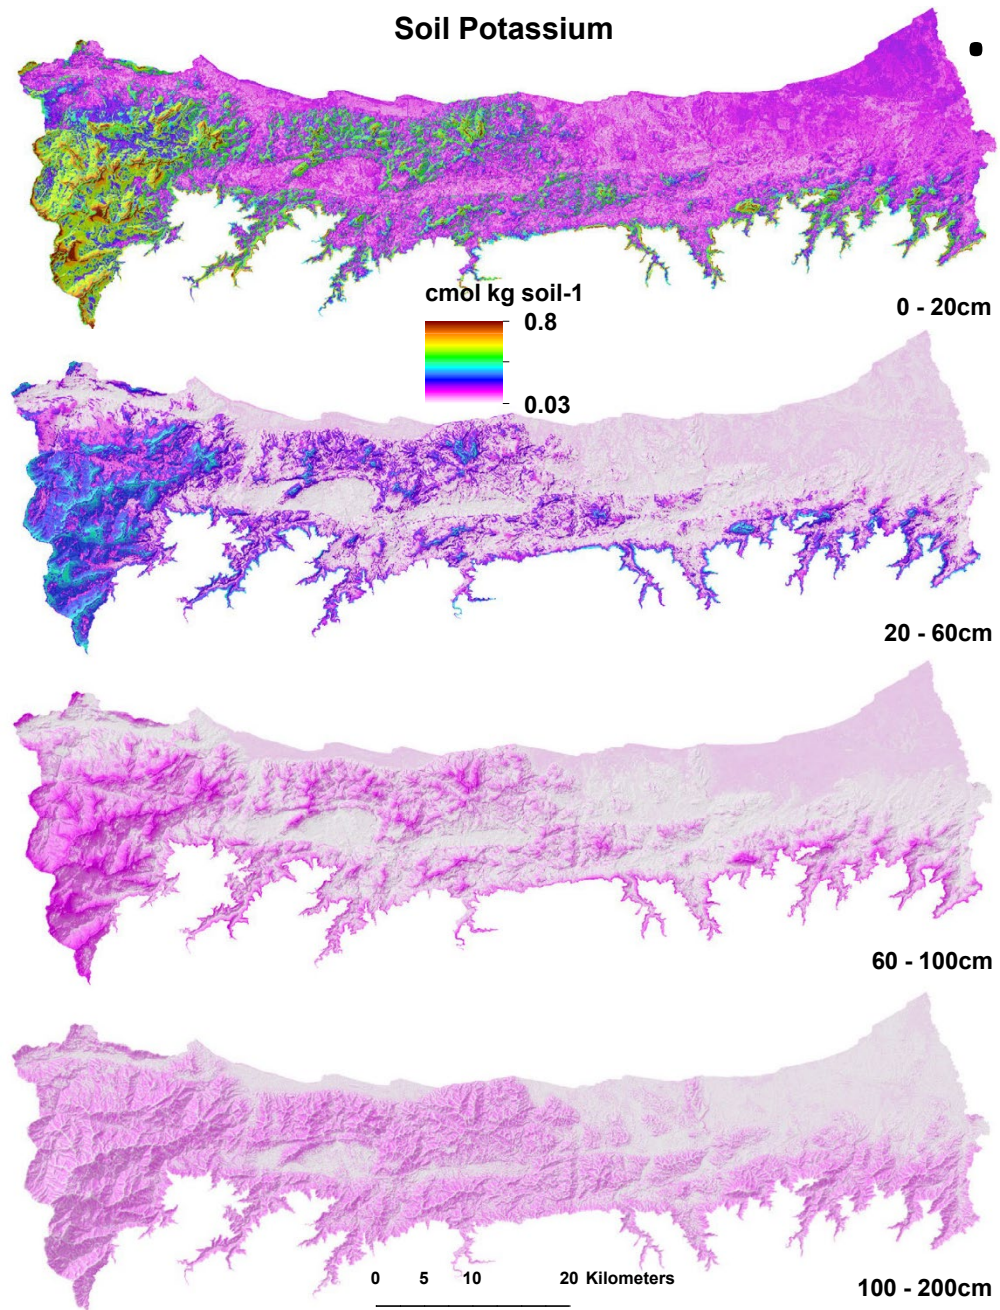 Soil Potassium
0 - 20cm
cmol kg soil-1
0.8
0.03
20 - 60cm
60 - 100cm
0 5 10 20 Kilometers
100 - 200cm